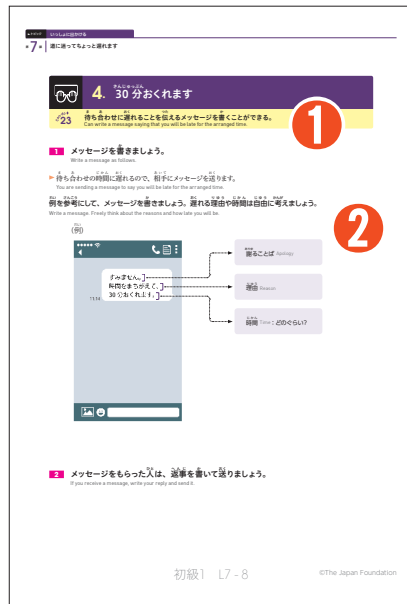 いっしょに出かける
第7課 道に迷ってちょっと遅れます
4. 30分おくれます
さんじゅっぷん
23 待ち合わせに遅れることを伝えるメッセージを書くことができる。
Can write a message saying that you will be late for the arranged time.
1
1 メッセージを書きましょう。
Write a message as follows.
▶待ち合わせの時間に遅れるので、相手にメッセージを送ります。
You are sending a message to say you will be late for the arranged time.
例を参考にして、メッセージを書きましょう。遅れる理由や時間は自由に考えましょう。
Write a message. Freely think about the reasons and how late you will be.
2
(例)
すみません。
時間をまちがえて、
30分おくれます。
謝ることば Apology
理由 Reason
時間 Time : どのぐらい?
2 メッセージをもらった人は、返事を書いて送りましょう。
If you receive a message, write your reply and send it.
初級1 L7 - 8
©The Japan Foundation